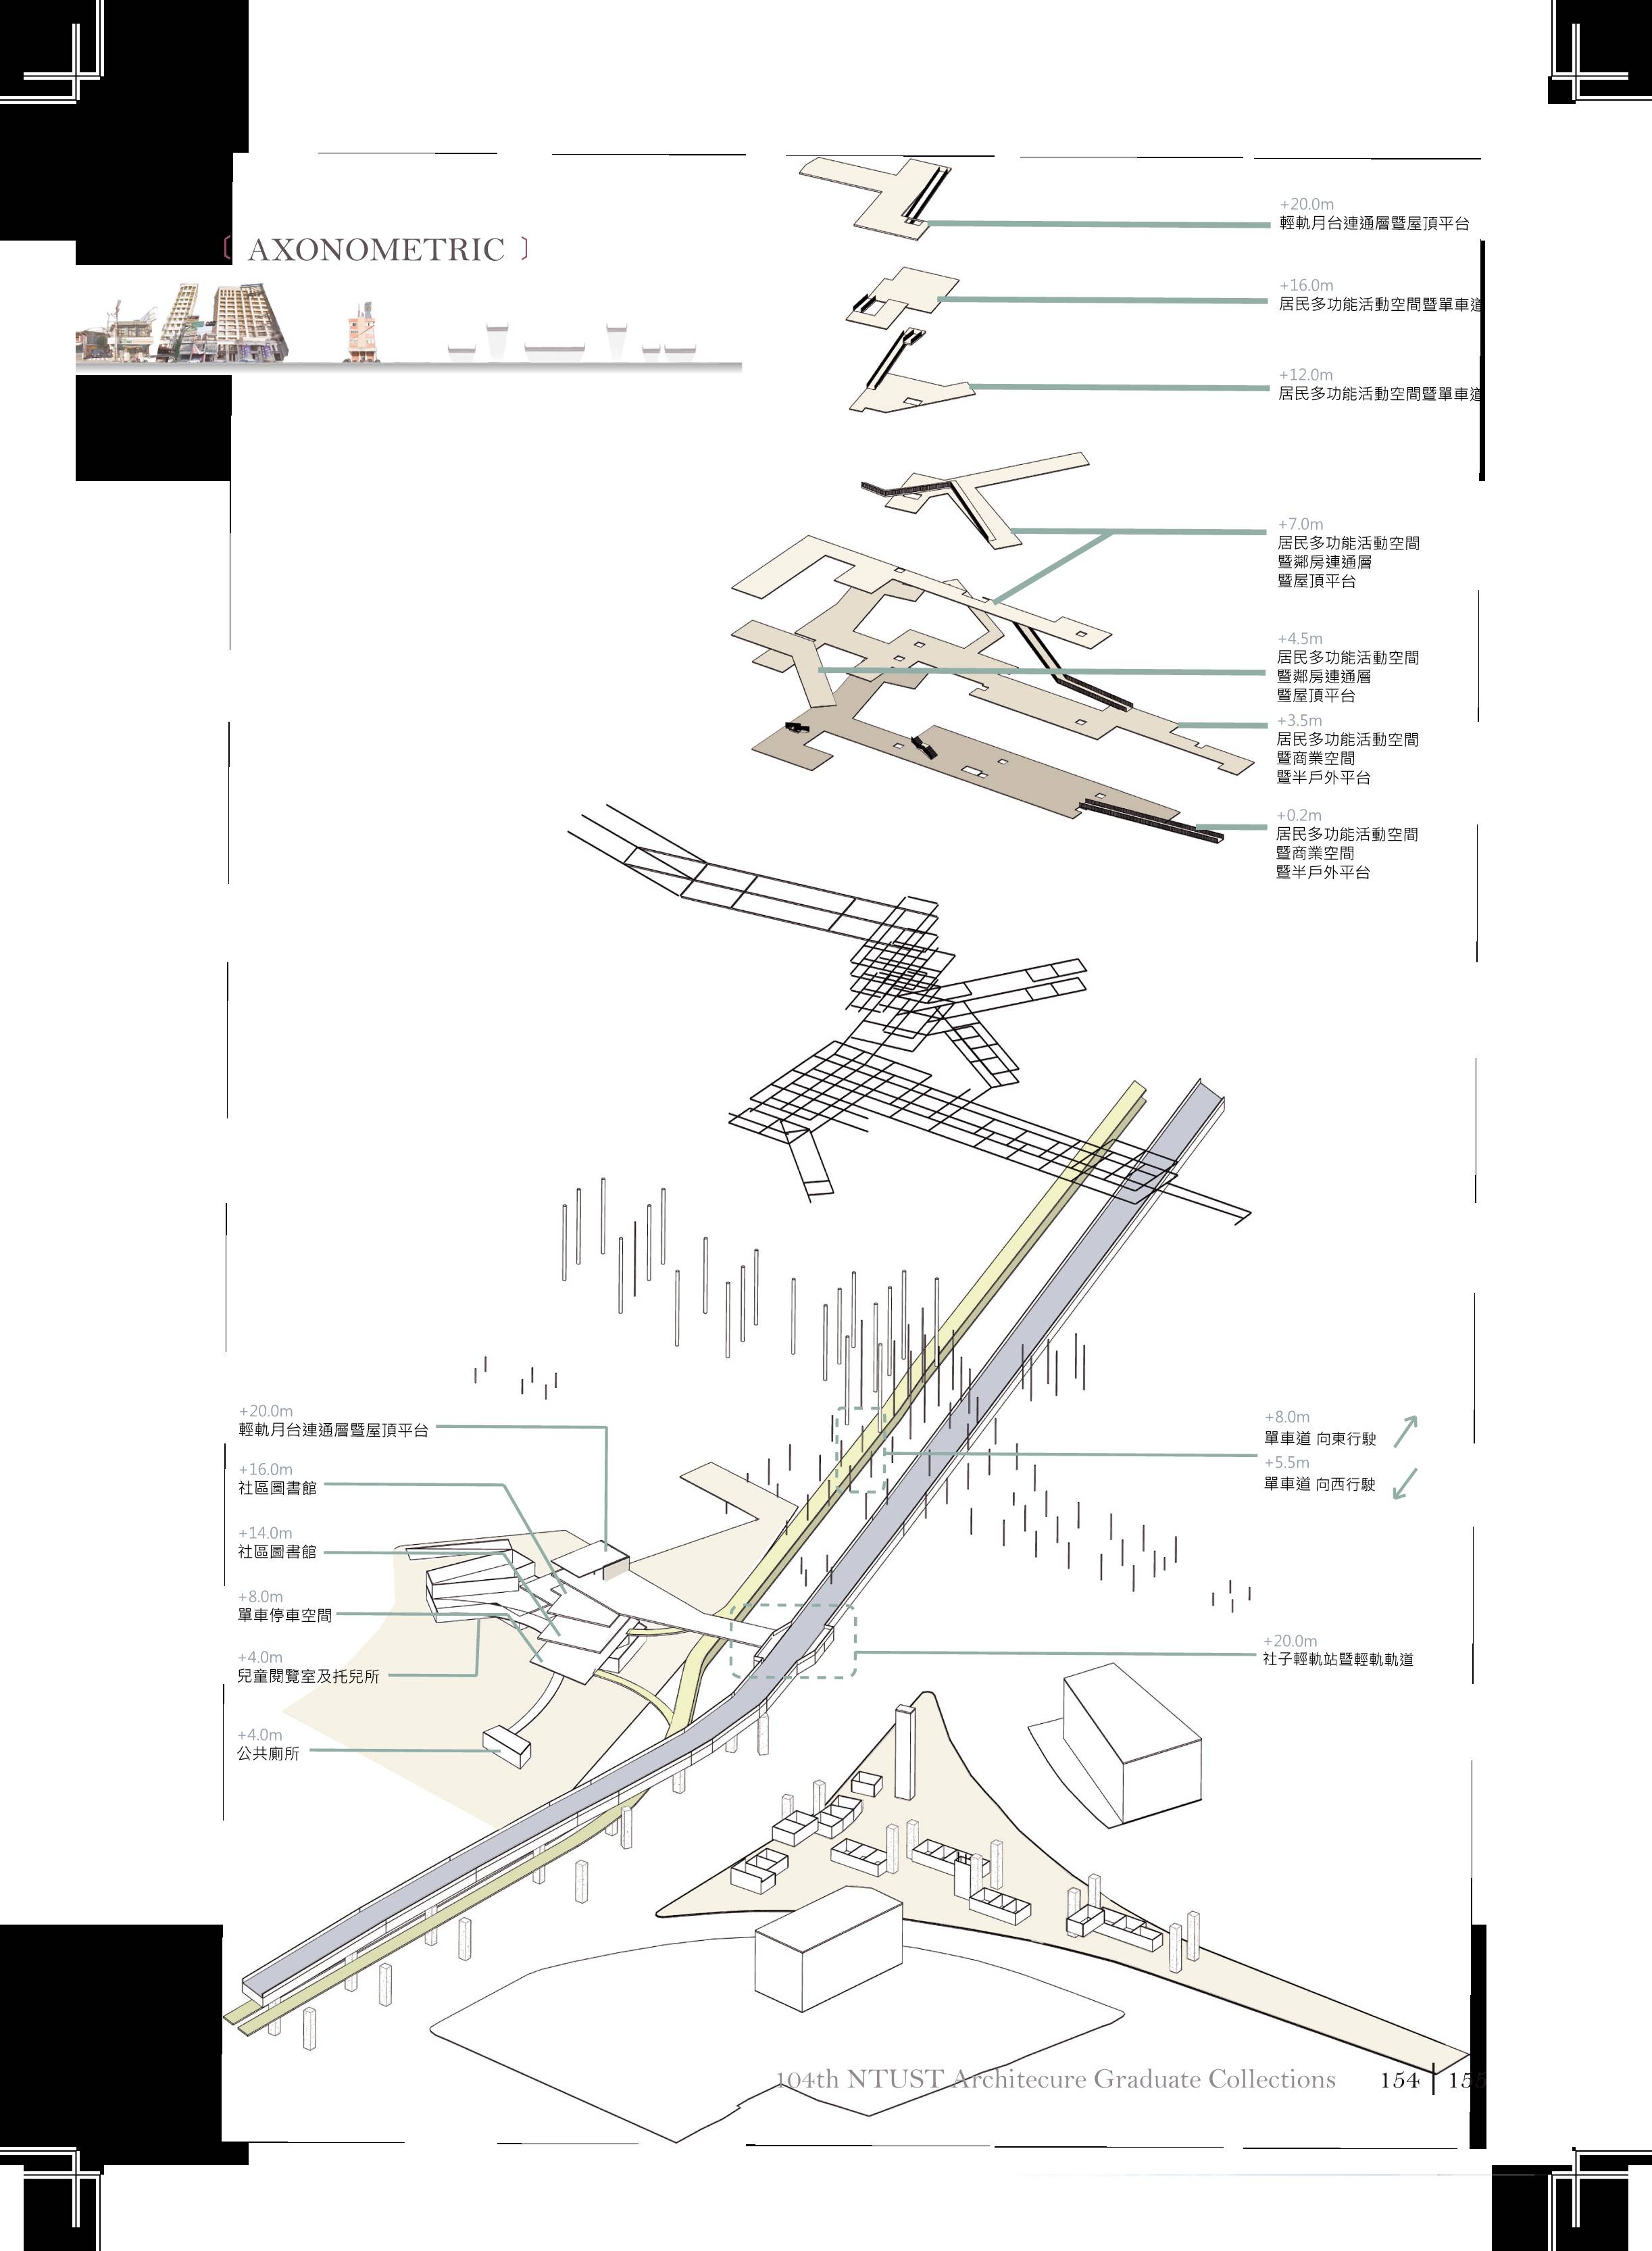 AXONOMETRIC
+20.0m
輕軌月台連通層暨屋頂平台
+16.0m
居民多功能活動空間暨單車道
+12.0m
居民多功能活動空間暨單車道
+7.0m
居民多功能活動空間
暨鄰房連通層
暨屋頂平台
+4.5m
居民多功能活動空間
暨鄰房連通層
暨屋頂平台
+3.5m
居民多功能活動空間
暨商業空間
暨半戶外平台
+0.2m
居民多功能活動空間
暨商業空間
暨半戶外平台
+20.0m
輕軌月台連通層暨屋頂平台
+16.0m
社區圖書館
+14.0m
社區圖書館
+8.0m
單車停車空間
+4.0m
兒童閱覽室及托兒所
+4.0m
公共廁所
+8.0m
單車道 向東行駛
+5.5m
單車道 向西行駛
+20.0m
社子輕軌站暨輕軌軌道
104th NTUST Architecure Graduate Collections 154 155